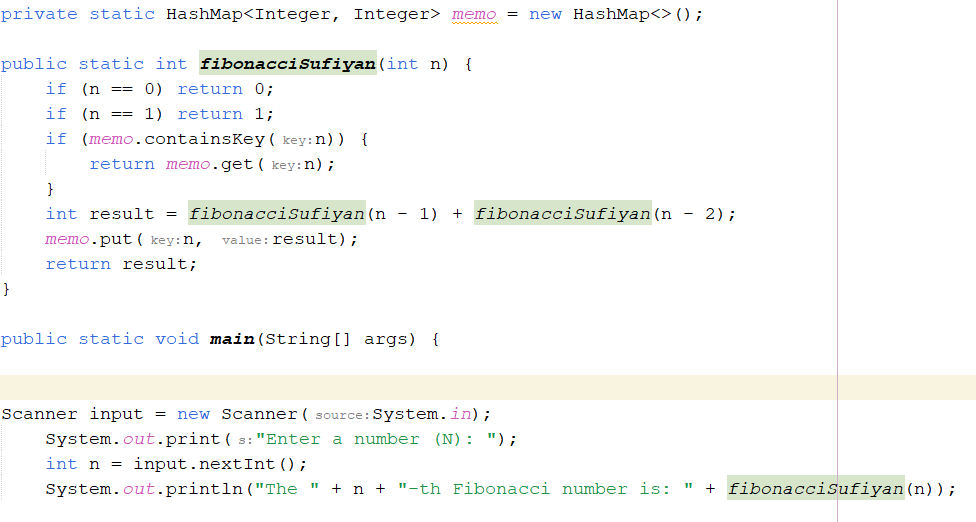 private static HashMap<Integer, Integer> memo = new HashMap<>();
public static int fibonacciSufiyan(int n) {
if (n == 0) return 0;
if (n == 1) return 1;
if (memo.containsKey( key: n)) {
return memo.get( key: n);
}
int result = fibonacciSufiyan(n - 1) + fibonacciSufiyan(n - 2);
memo.put( key: n,  value: result);
return result;
}
public static void main(String[] args) {
Scanner input = new Scanner( source: System.in);
System.out.print( s: "Enter a number (N): ");
int n = input.nextInt();
System.out.println("The " + n + "-th Fibonacci number is: " + fibonacciSufiyan(n));